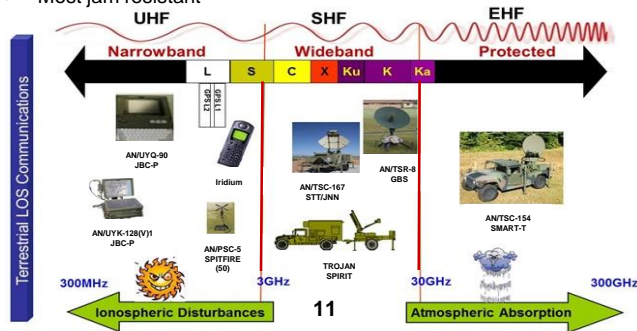 Most jam resistant
UHF SHF EHF
Narrowband Wideband Protected
L S C X Ku K Ka
GPS L2
GPS L1
Terrestrial LOS Communications
AN/UYQ-90
JBC-P
Iridium
AN/TSC-167
STT/JNN
AN/TSR-8
GBS
AN/TSC-154
SMART-T
AN/UYK-128(V)1
JBC-P
AN/PSC-5
SPITFIRE
(50)
TROJAN
SPIRIT
300MHz 3GHz 30GHz 300GHz
Ionospheric Disturbances 11 Atmospheric Absorption